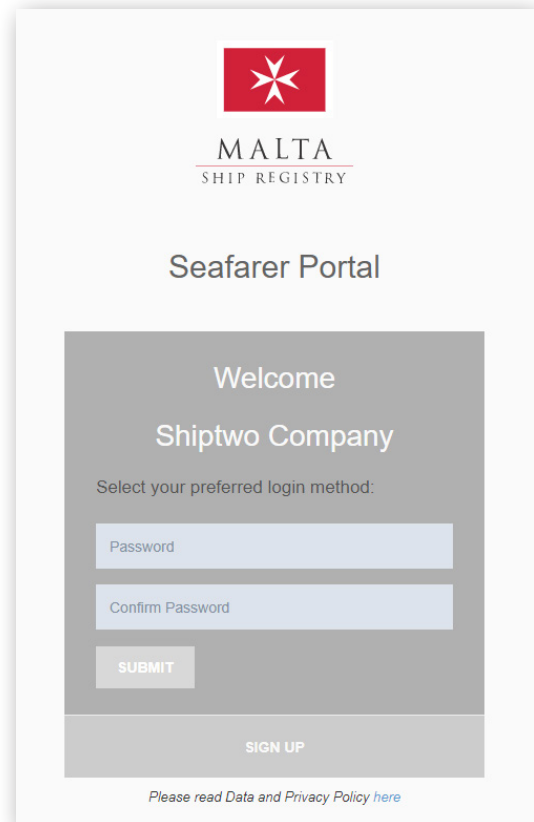 MALTA
SHIP REGISTRY
Seafarer Portal
Welcome
Shiptwo Company
Select your preferred login method:
Password
Confirm Password
SUBMIT
SIGN UP
Please read Data and Privacy Policy here